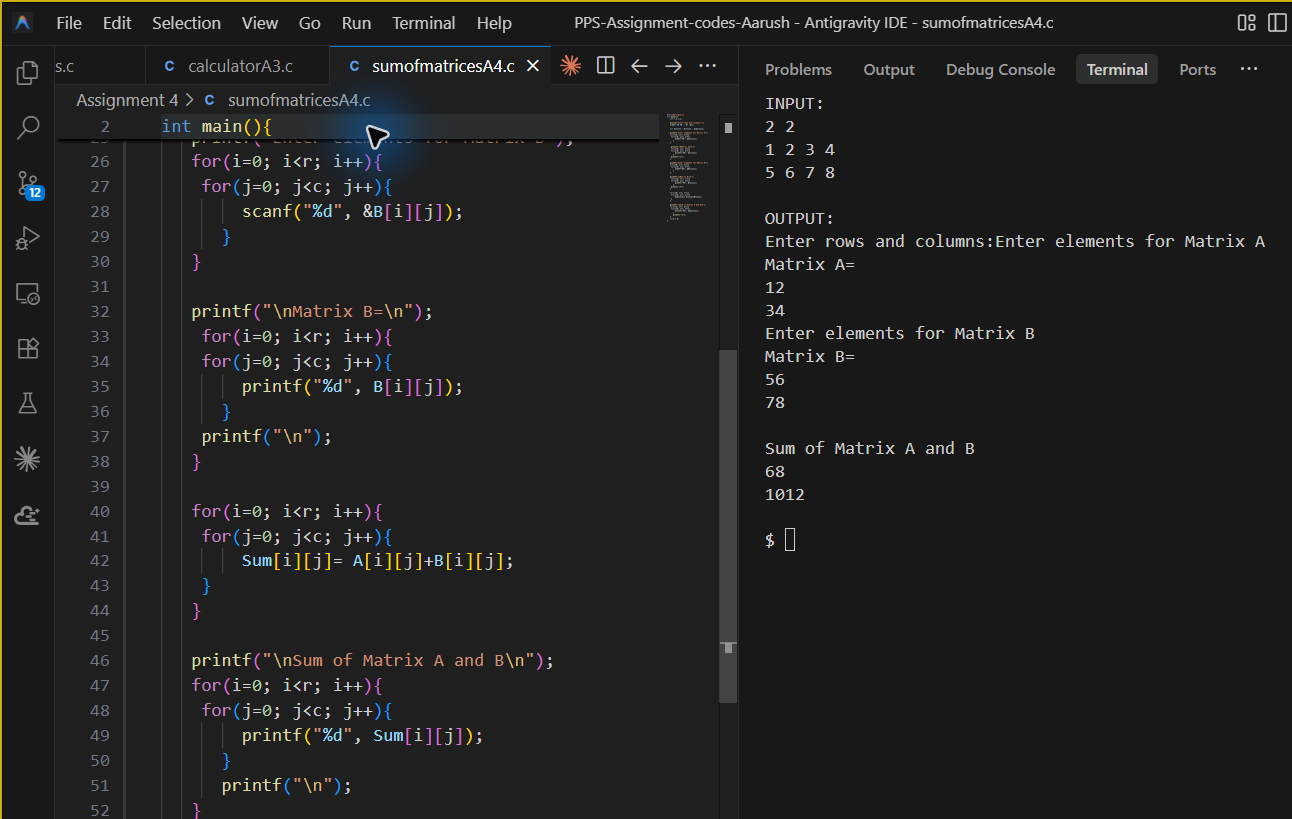 File Edit Selection View Go Run Terminal Help PPS-Assignment-codes-Aarush - Antigravity IDE - sumofmatricesA4.c
s.c C calculatorA3.c C sumofmatricesA4.c
Assignment 4 > C sumofmatricesA4.c
2 int main(){
26 for(i=0; i<r; i++){
27 for(j=0; j<c; j++){
28 scanf("%d", &B[i][j]);
29 }
30 }
31
32 printf("\nMatrix B=\n");
33 for(i=0; i<r; i++){
34 for(j=0; j<c; j++){
35 printf("%d", B[i][j]);
36 }
37 printf("\n");
38 }
39
40 for(i=0; i<r; i++){
41 for(j=0; j<c; j++){
42 Sum[i][j]= A[i][j]+B[i][j];
43 }
44 }
45
46 printf("\nSum of Matrix A and B\n");
47 for(i=0; i<r; i++){
48 for(j=0; j<c; j++){
49 printf("%d", Sum[i][j]);
50 }
51 printf("\n");
52 }
12
Problems Output Debug Console Terminal Ports
INPUT:
2 2
1 2 3 4
5 6 7 8
OUTPUT:
Enter rows and columns:Enter elements for Matrix A
Matrix A=
12
34
Enter elements for Matrix B
Matrix B=
56
78
Sum of Matrix A and B
68
1012
$